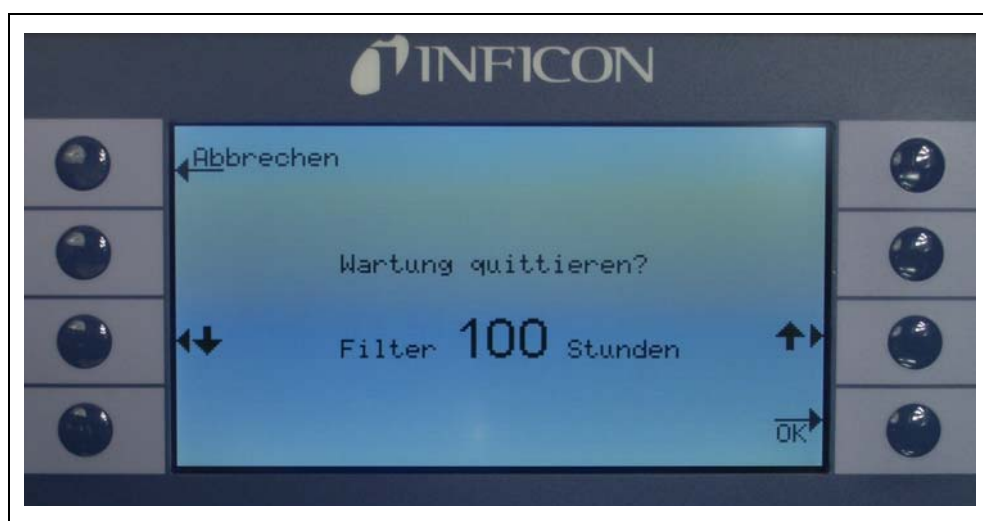 INFICON
Abbrechen
Wartung quittieren?
Filter 100 Stunden
OK